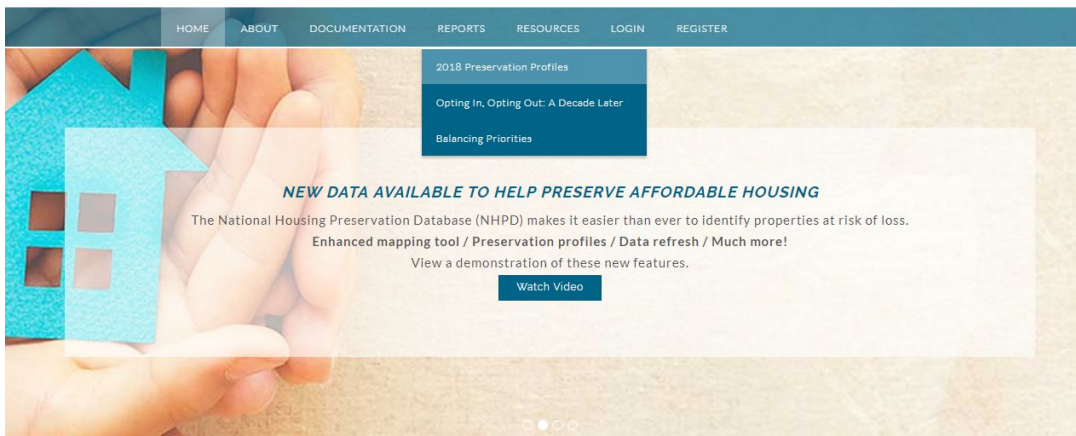 HOME ABOUT DOCUMENTATION REPORTS RESOURCES LOGIN REGISTER
2018 Preservation Profiles
Opting In, Opting Out: A Decade Later
Balancing Priorities
NEW DATA AVAILABLE TO HELP PRESERVE AFFORDABLE HOUSING
The National Housing Preservation Database (NHPD) makes it easier than ever to identify properties at risk of loss.
Enhanced mapping tool / Preservation profiles / Data refresh / Much more!
View a demonstration of these new features.
Watch Video